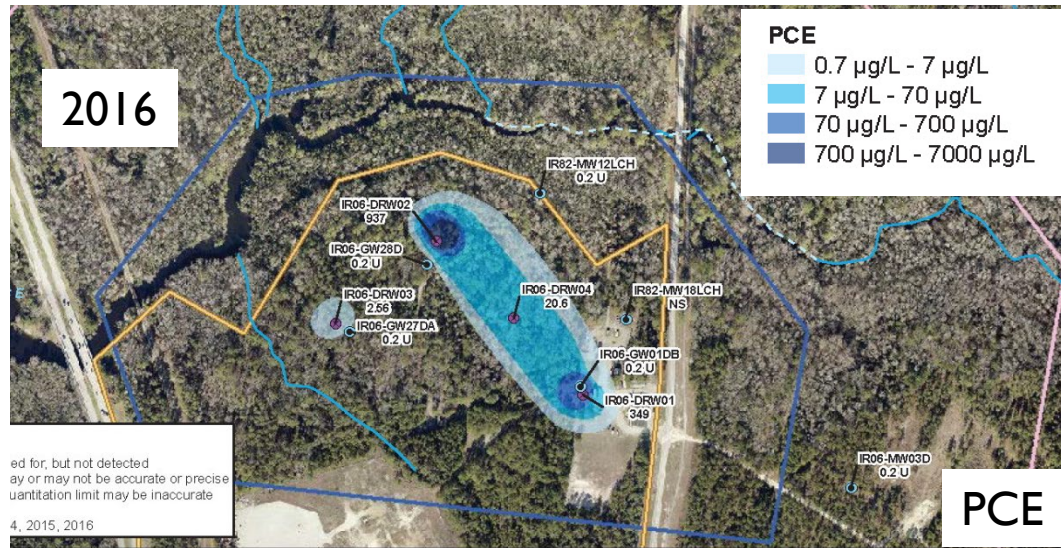 2016
PCE
0.7 µg/L - 7 µg/L
7 µg/L - 70 µg/L
70 µg/L - 700 µg/L
700 µg/L - 7000 µg/L
IR82-MW12LCH
0.2 U
IR06-DRW02
937
IR06-GW28D
0.2 U
IR06-DRW03
2.56
IR06-GW27DA
0.2 U
IR06-DRW04
20.6
IR82-MW18LCH
NS
IR06-GW01DB
0.2 U
IR06-DRW01
349
IR06-MW03D
0.2 U
ed for, but not detected
ay or may not be accurate or precise
uantitation limit may be inaccurate
4, 2015, 2016
PCE